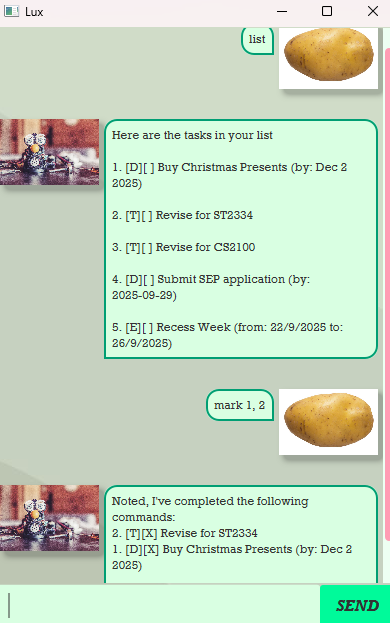 Lux
list
Here are the tasks in your list
1. [D][ ] Buy Christmas Presents (by: Dec 2
2025)
2. [T][ ] Revise for ST2334
3. [T][ ] Revise for CS2100
4. [D][ ] Submit SEP application (by:
2025-09-29)
5. [E][ ] Recess Week (from: 22/9/2025 to:
26/9/2025)
mark 1, 2
Noted, I've completed the following
commands:
2. [T][X] Revise for ST2334
1. [D][X] Buy Christmas Presents (by: Dec 2
2025)
SEND